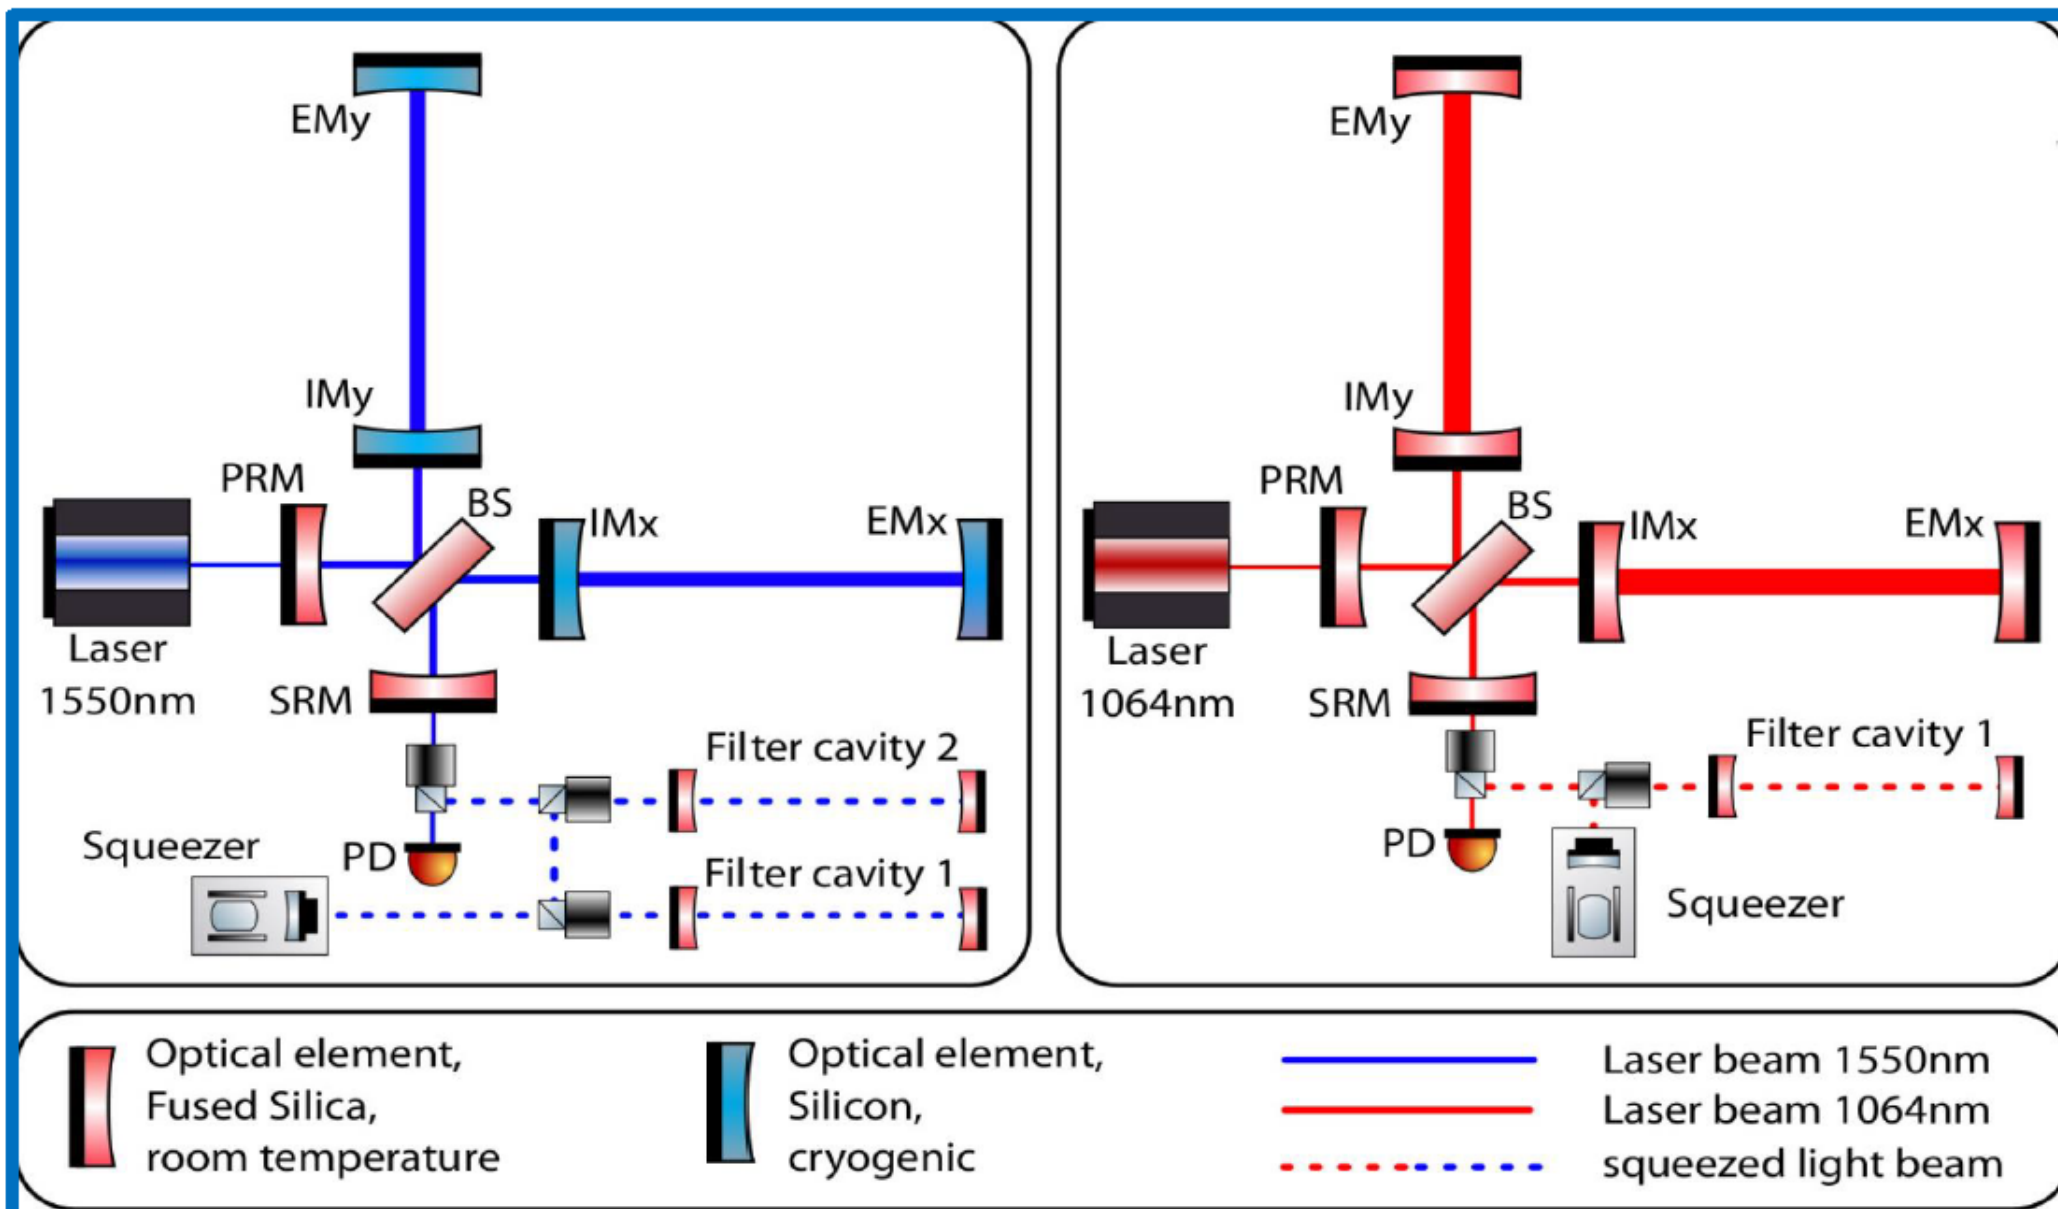 EMy
IMy
PRM
BS
IMx
EMx
Laser
1550nm
SRM
Filter cavity 2
Squeezer
PD
Filter cavity 1
EMy
IMy
PRM
BS
IMx
EMx
Laser
1064nm
SRM
Filter cavity 1
PD
Squeezer
Optical element,
Fused Silica,
room temperature
Optical element,
Silicon,
cryogenic
Laser beam 1550nm
Laser beam 1064nm
squeezed light beam